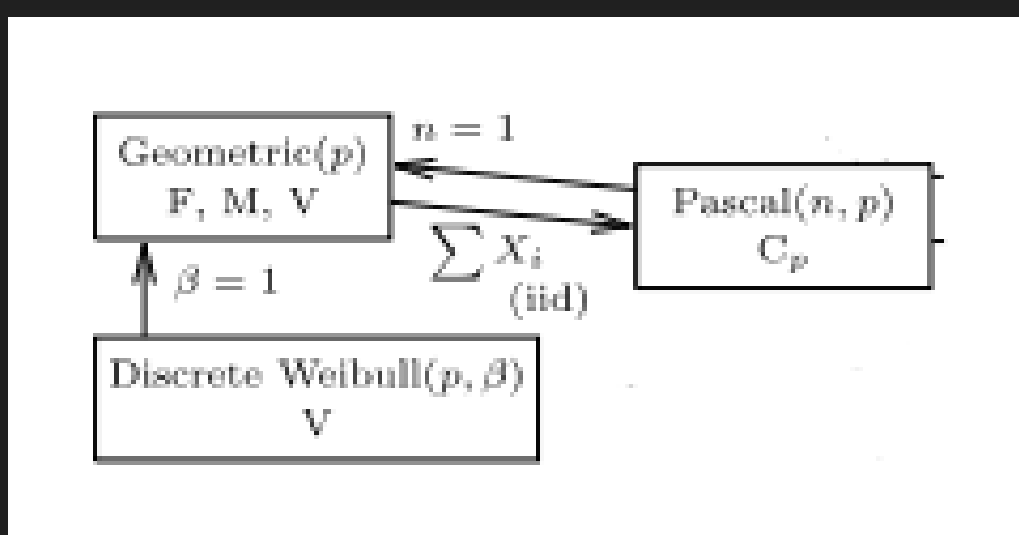 n = 1
Geometric(p)
F, M, V
Pascal(n, p)
C_p
∑ X_i
(iid)
β = 1
Discrete Weibull(p, β)
V